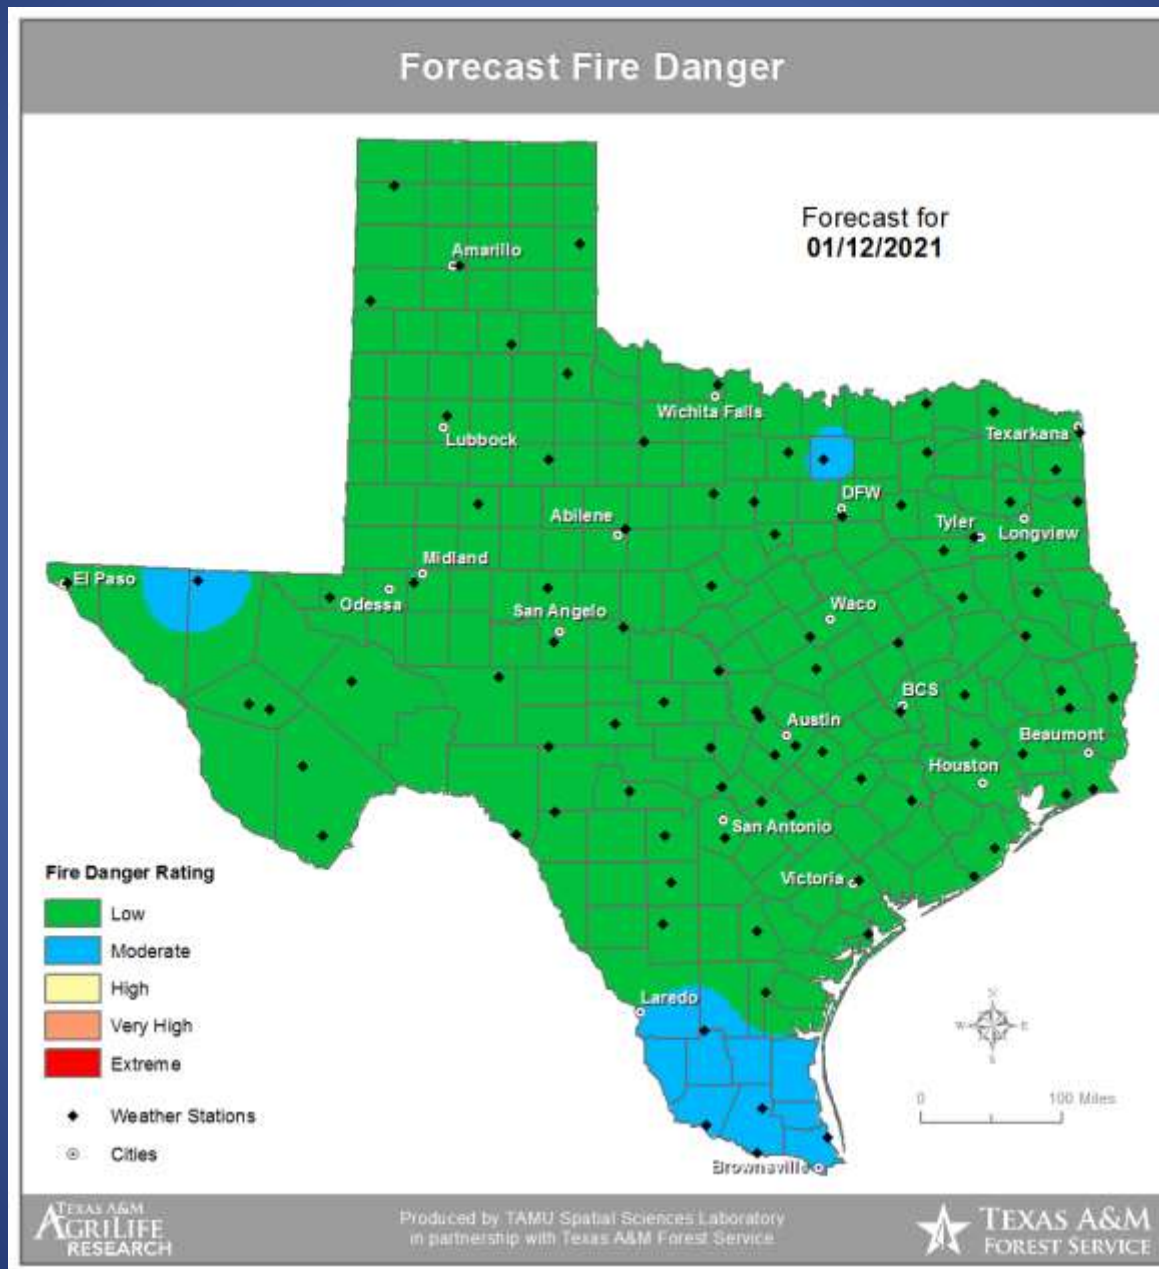 Forecast Fire Danger
Forecast for
01/12/2021
Amarillo
Wichita Falls
Lubbock
Texarkana
DFW
Abilene
Tyler
Longview
Midland
El Paso
Odessa
San Angelo
Waco
BCS
Austin
Beaumont
Houston
San Antonio
Victoria
Laredo
Brownsville
Fire Danger Rating
Low
Moderate
High
Very High
Extreme
Weather Stations
Cities
N
W E
S
0 100 Miles
TEXAS A&M
AGRILIFE
RESEARCH
Produced by TAMU Spatial Sciences Laboratory
in partnership with Texas A&M Forest Service
TEXAS A&M
FOREST SERVICE